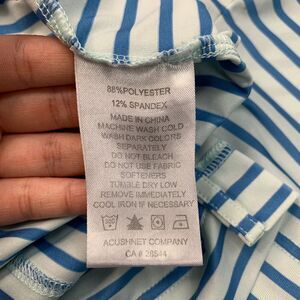 88%POLYESTER
12% SPANDEX
MADE IN CHINA
MACHINE WASH COLD
WASH DARK COLORS
SEPARATELY
DO NOT BLEACH
DO NOT USE FABRIC
SOFTENERS
TUMBLE DRY LOW
REMOVE IMMEDIATELY
COOL IRON IF NECESSARY
ACUSHNET COMPANY
CA # 26544